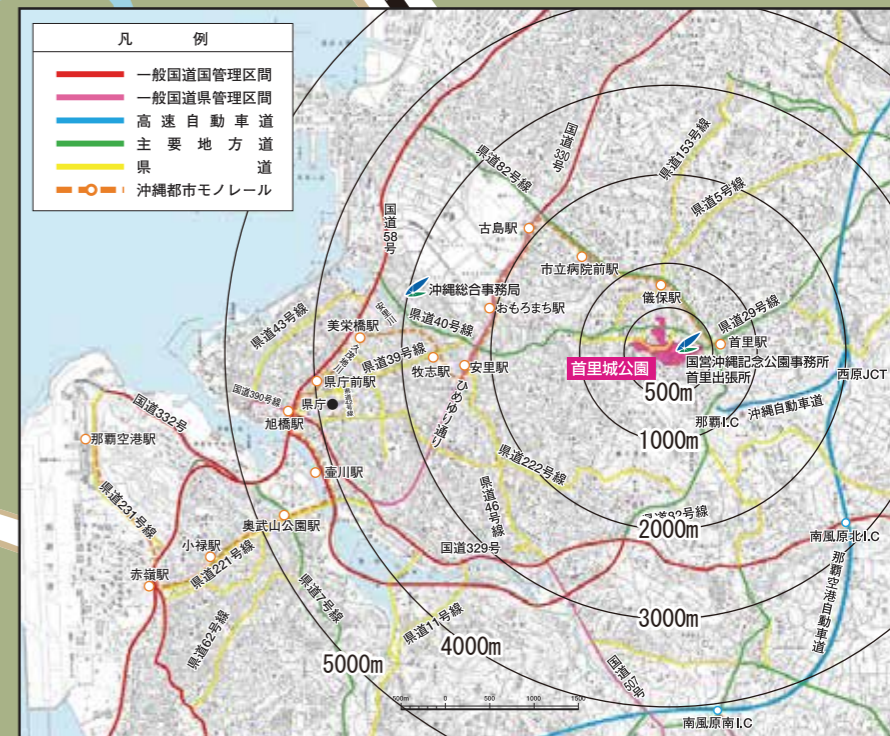 凡　　例
一般国道国管理区間
一般国道県管理区間
高速自動車道
主要地方道
県道
沖縄都市モノレール
国道330号
県道153号線
県道82号線
県道5号線
国道58号
古島駅
市立病院前駅
沖縄総合事務局
儀保駅
おもろまち駅
県道29号線
県道43号線
安里川
美栄橋駅
県道40号線
首里駅
久茂地川
県道39号線
牧志駅
安里駅
首里城公園
国営沖縄記念公園事務所
首里出張所
西原JCT
県庁前駅
500m
国道390号線
県庁
ひめゆり通り
沖縄自動車道
国道332号
旭橋駅
那覇I.C
那覇空港駅
1000m
県道222号線
壷川駅
県道231号線
県道46号線
2000m
奥武山公園駅
南風原北I.C
小禄駅
国道329号
県道221号線
赤嶺駅
県道7号線
那覇空港自動車道
県道11号線
3000m
県道62号線
4000m
5000m
国道507号
500m 0 500 1000 1500
南風原南I.C